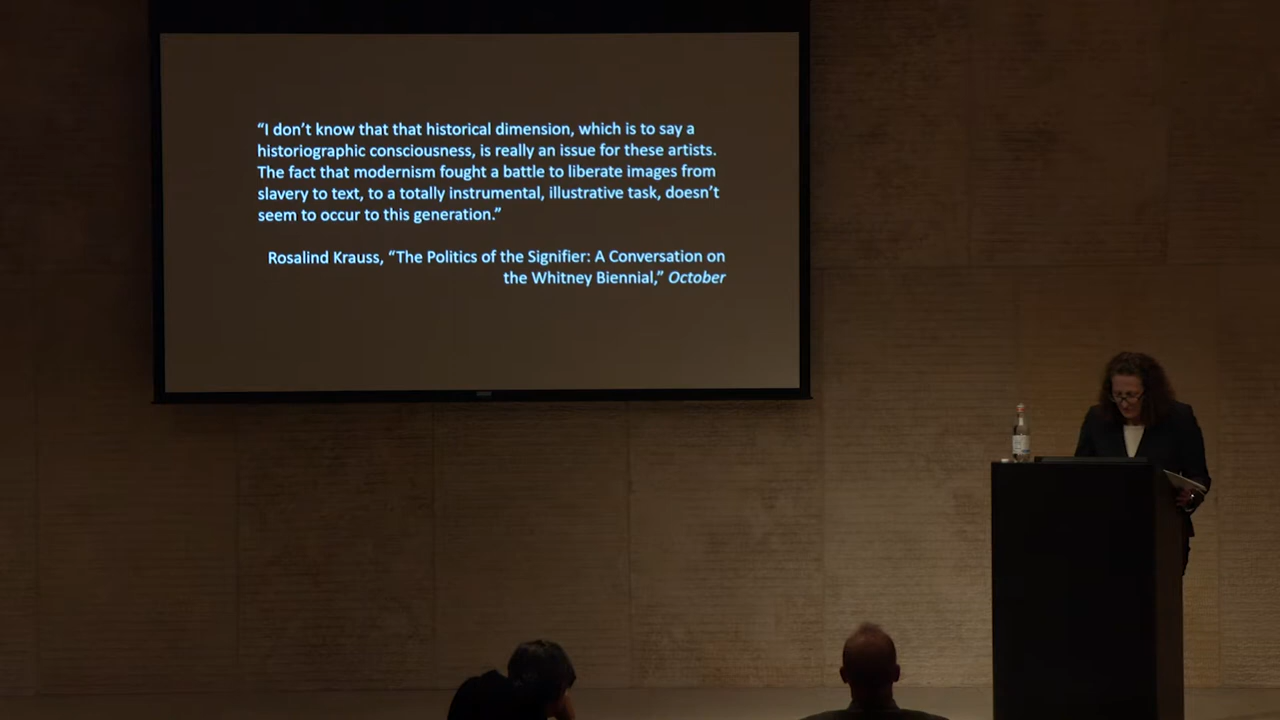 “I don’t know that that historical dimension, which is to say a
historiographic consciousness, is really an issue for these artists.
The fact that modernism fought a battle to liberate images from
slavery to text, to a totally instrumental, illustrative task, doesn’t
seem to occur to this generation.”
Rosalind Krauss, “The Politics of the Signifier: A Conversation on
the Whitney Biennial,” October